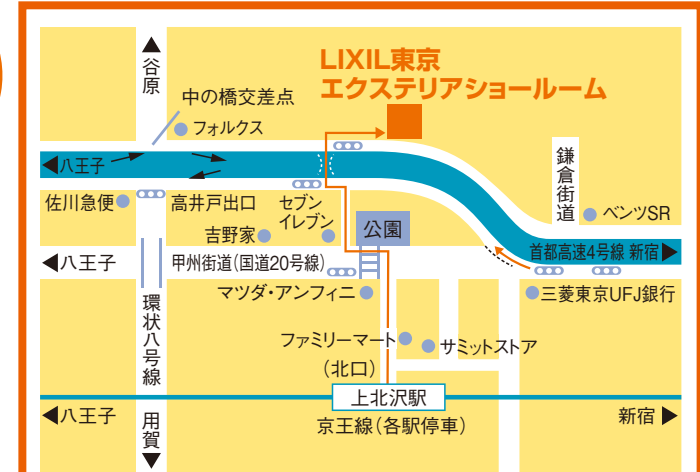 LIXIL東京
エクステリアショールーム
▲
谷原
中の橋交差点
フォルクス
◀八王子
鎌倉街道
佐川急便
高井戸出口
セブン
イレブン
ベンツSR
吉野家
公園
首都高速4号線 新宿▶
◀八王子
甲州街道(国道20号線)
マツダ・アンフィニ
三菱東京UFJ銀行
環状八号線
ファミリーマート
サミットストア
(北口)
上北沢駅
◀八王子
用賀
▼
京王線(各駅停車)
新宿▶